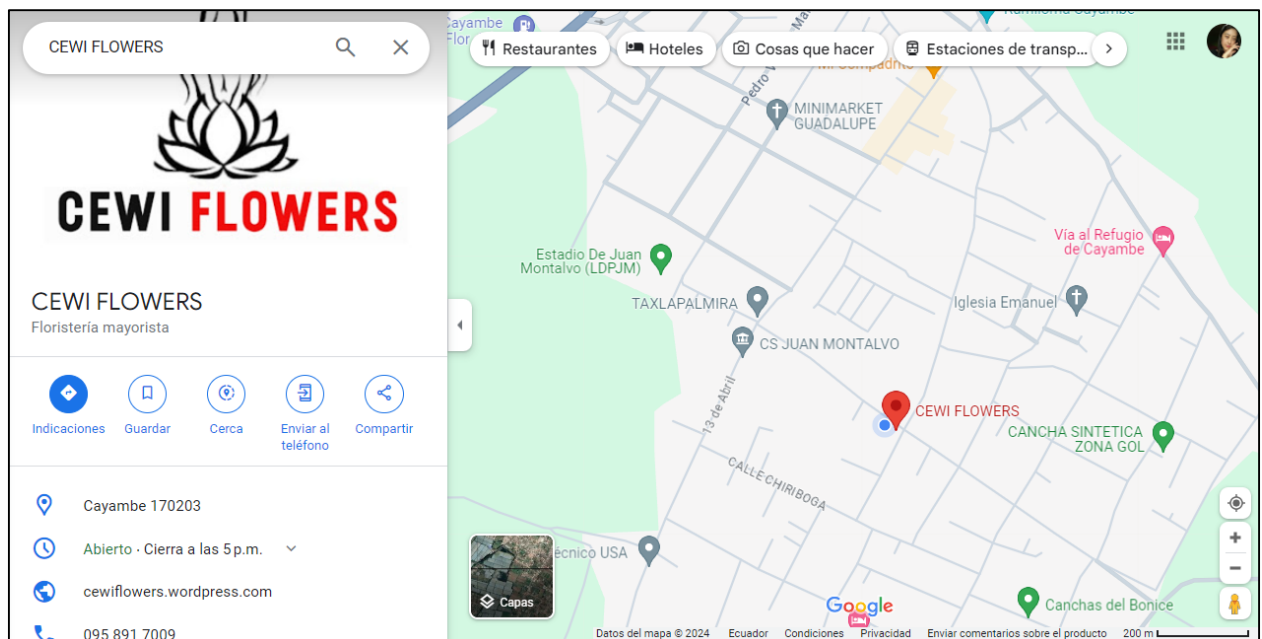 CEWI FLOWERS
CEWI FLOWERS
CEWI FLOWERS
Floristería mayorista
Indicaciones
Guardar
Cerca
Enviar al
teléfono
Compartir
Cayambe 170203
Abierto · Cierra a las 5 p.m.
cewiflowers.wordpress.com
095 891 7009
Restaurantes
Hoteles
Cosas que hacer
Estaciones de transp...
Cayambe
Flor
MINIMARKET
GUADALUPE
Vía al Refugio
de Cayambe
Estadio De Juan
Montalvo (LDPJM)
TAXLAPALMIRA
Iglesia Emanuel
CS JUAN MONTALVO
13 de Abril
CEWI FLOWERS
CANCHA SINTETICA
ZONA GOL
CALLE CHIRIBOGA
écnico USA
Capas
Google
Canchas del Bonice
Datos del mapa © 2024 Ecuador Condiciones Privacidad Enviar comentarios sobre el producto 200 m